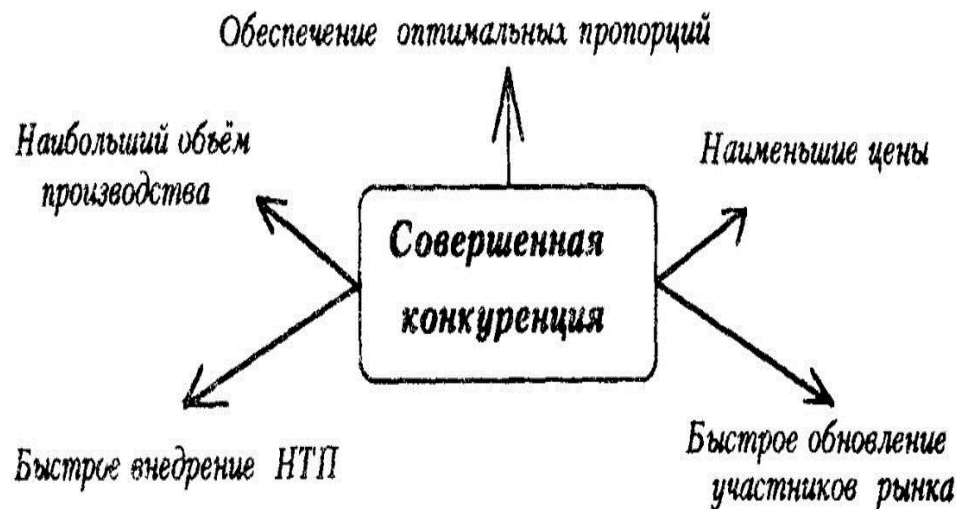 Обеспечение оптимальных пропорций
Наибольший объём
производства
Наименьшие цены
Совершенная
конкуренция
Быстрое внедрение НТП
Быстрое обновление
участников рынка